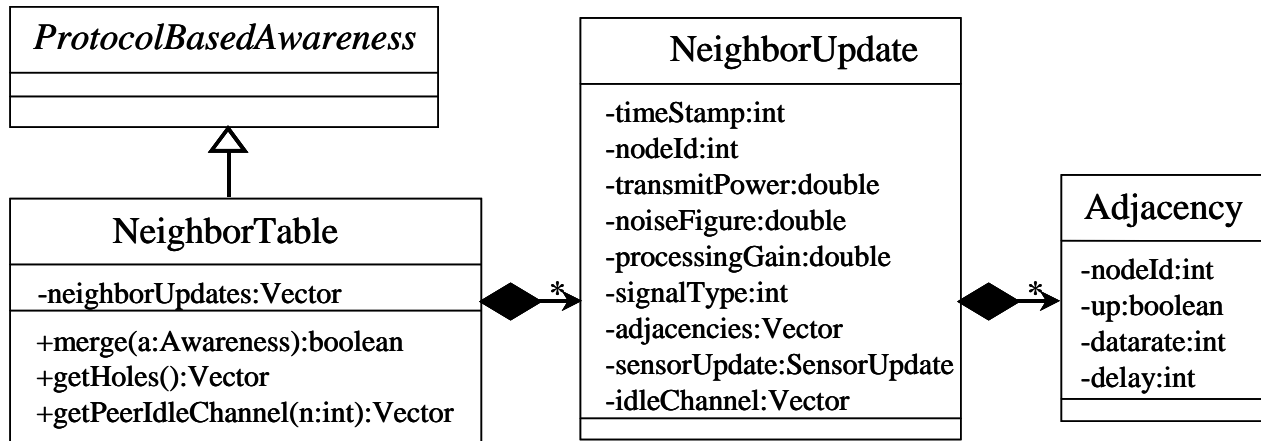 ProtocolBasedAwareness
NeighborTable
-neighborUpdates:Vector
+merge(a:Awareness):boolean
+getHoles():Vector
+getPeerIdleChannel(n:int):Vector
*
NeighborUpdate
-timeStamp:int
-nodeId:int
-transmitPower:double
-noiseFigure:double
-processingGain:double
-signalType:int
-adjacencies:Vector
-sensorUpdate:SensorUpdate
-idleChannel:Vector
*
Adjacency
-nodeId:int
-up:boolean
-datarate:int
-delay:int